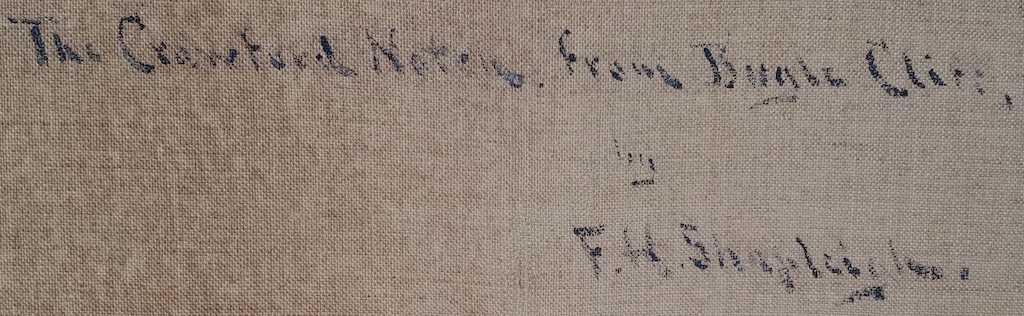 The Crawford Notch. from Bugle Cliff,
by
F.H. Shapleigh.